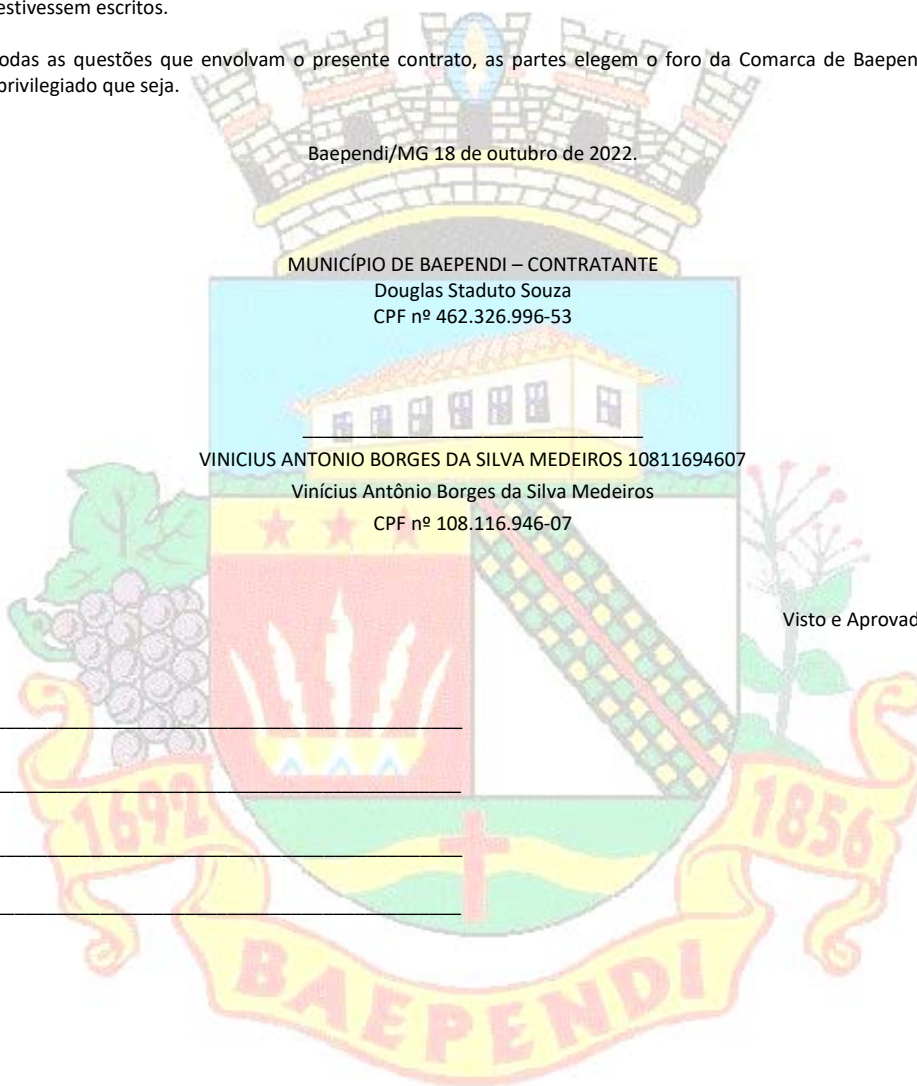 estivessem escritos.
odas as questões que envolvam o presente contrato, as partes elegem o foro da Comarca de Baepen
privilegiado que seja.
Baependi/MG 18 de outubro de 2022.
MUNICÍPIO DE BAEPENDI – CONTRATANTE
Douglas Staduto Souza
CPF nº 462.326.996-53
VINICIUS ANTONIO BORGES DA SILVA MEDEIROS 10811694607
Vinícius Antônio Borges da Silva Medeiros
CPF nº 108.116.946-07
Visto e Aprovad
1692
1856
BAEPENDI